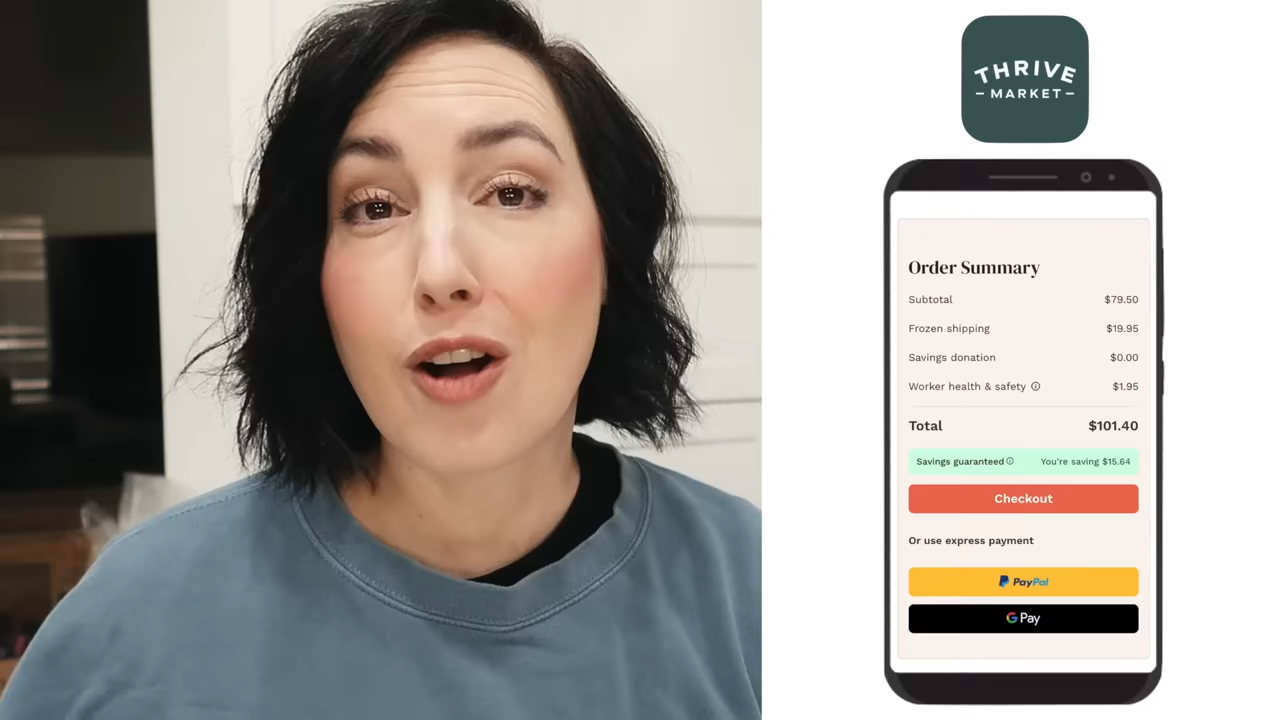 THRIVE
MARKET
Order Summary
Subtotal $79.50
Frozen shipping $19.95
Savings donation $0.00
Worker health & safety $1.95
Total $101.40
Savings guaranteed You're saving $15.64
Checkout
Or use express payment
PayPal
G Pay